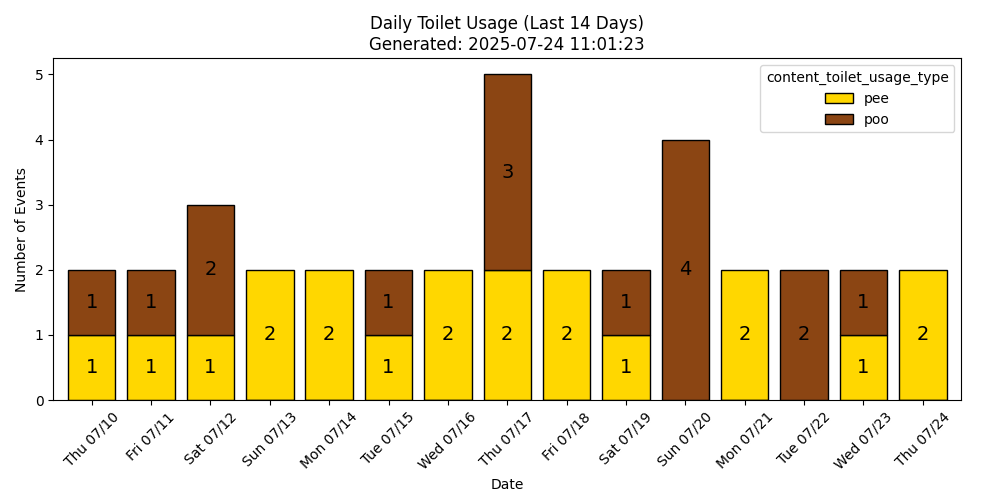 Daily Toilet Usage (Last 14 Days)
Generated: 2025-07-24 11:01:23
content_toilet_usage_type
pee
poo
Number of Events
5
4
3
2
1
0
1
1
1
1
2
1
2
2
1
1
2
3
2
2
1
1
4
2
2
1
1
2
Thu 07/10
Fri 07/11
Sat 07/12
Sun 07/13
Mon 07/14
Tue 07/15
Wed 07/16
Thu 07/17
Fri 07/18
Sat 07/19
Sun 07/20
Mon 07/21
Tue 07/22
Wed 07/23
Thu 07/24
Date